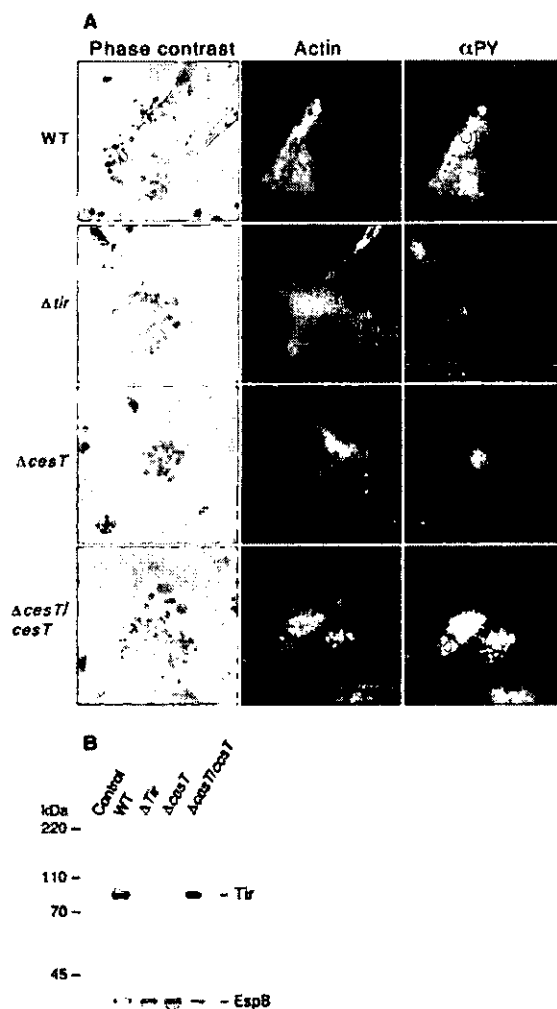 A
Phase contrast Actin αPY
WT
Δtir
ΔcesT
ΔcesT/
cesT
B
Control WT ΔTir ΔcesT ΔcesT/cesT
kDa
220 –
110 –
70 –
45 –
– Tir
– EspB